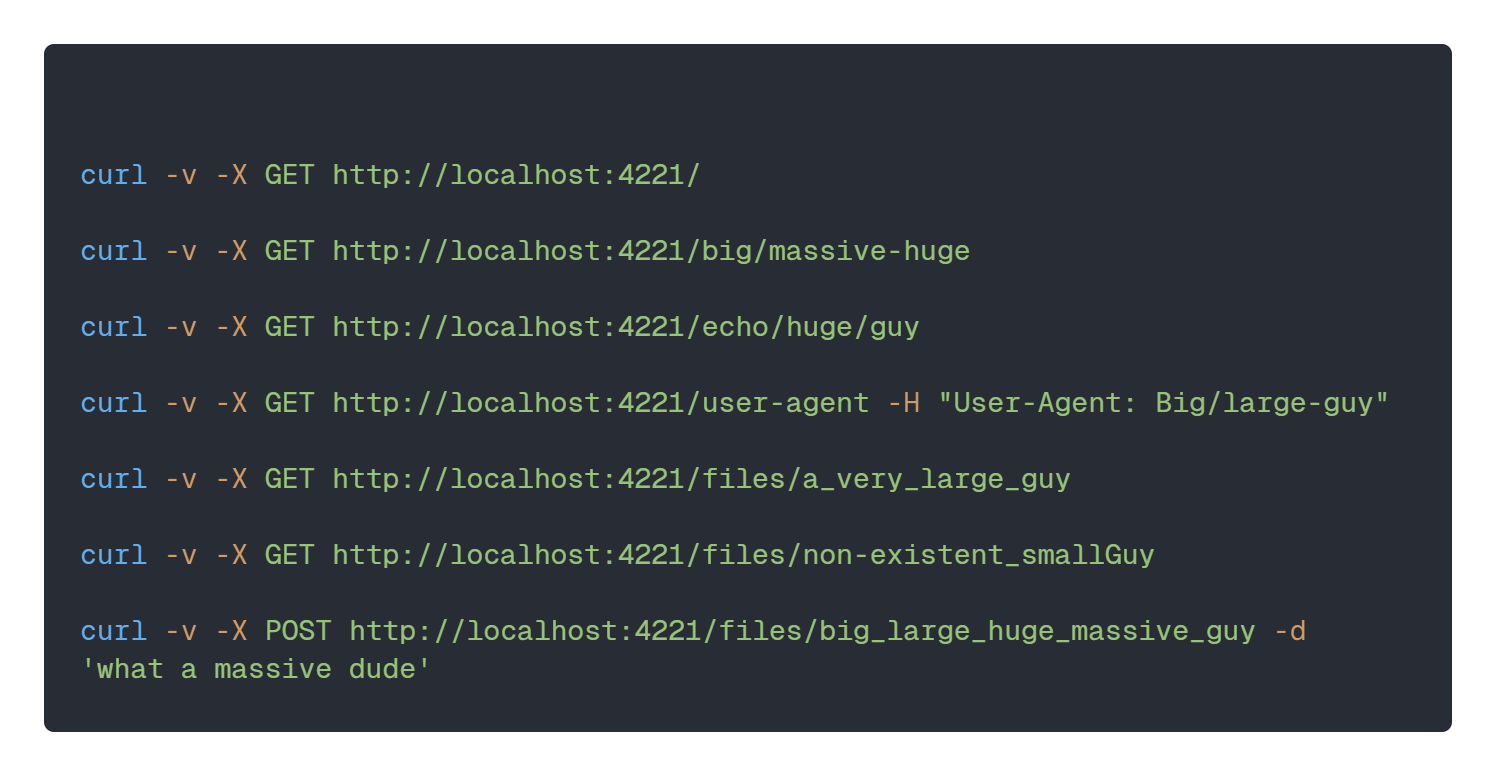 curl -v -X GET http://localhost:4221/
curl -v -X GET http://localhost:4221/big/massive-huge
curl -v -X GET http://localhost:4221/echo/huge/guy
curl -v -X GET http://localhost:4221/user-agent -H "User-Agent: Big/large-guy"
curl -v -X GET http://localhost:4221/files/a_very_large_guy
curl -v -X GET http://localhost:4221/files/non-existent_smallGuy
curl -v -X POST http://localhost:4221/files/big_large_huge_massive_guy -d
'what a massive dude'